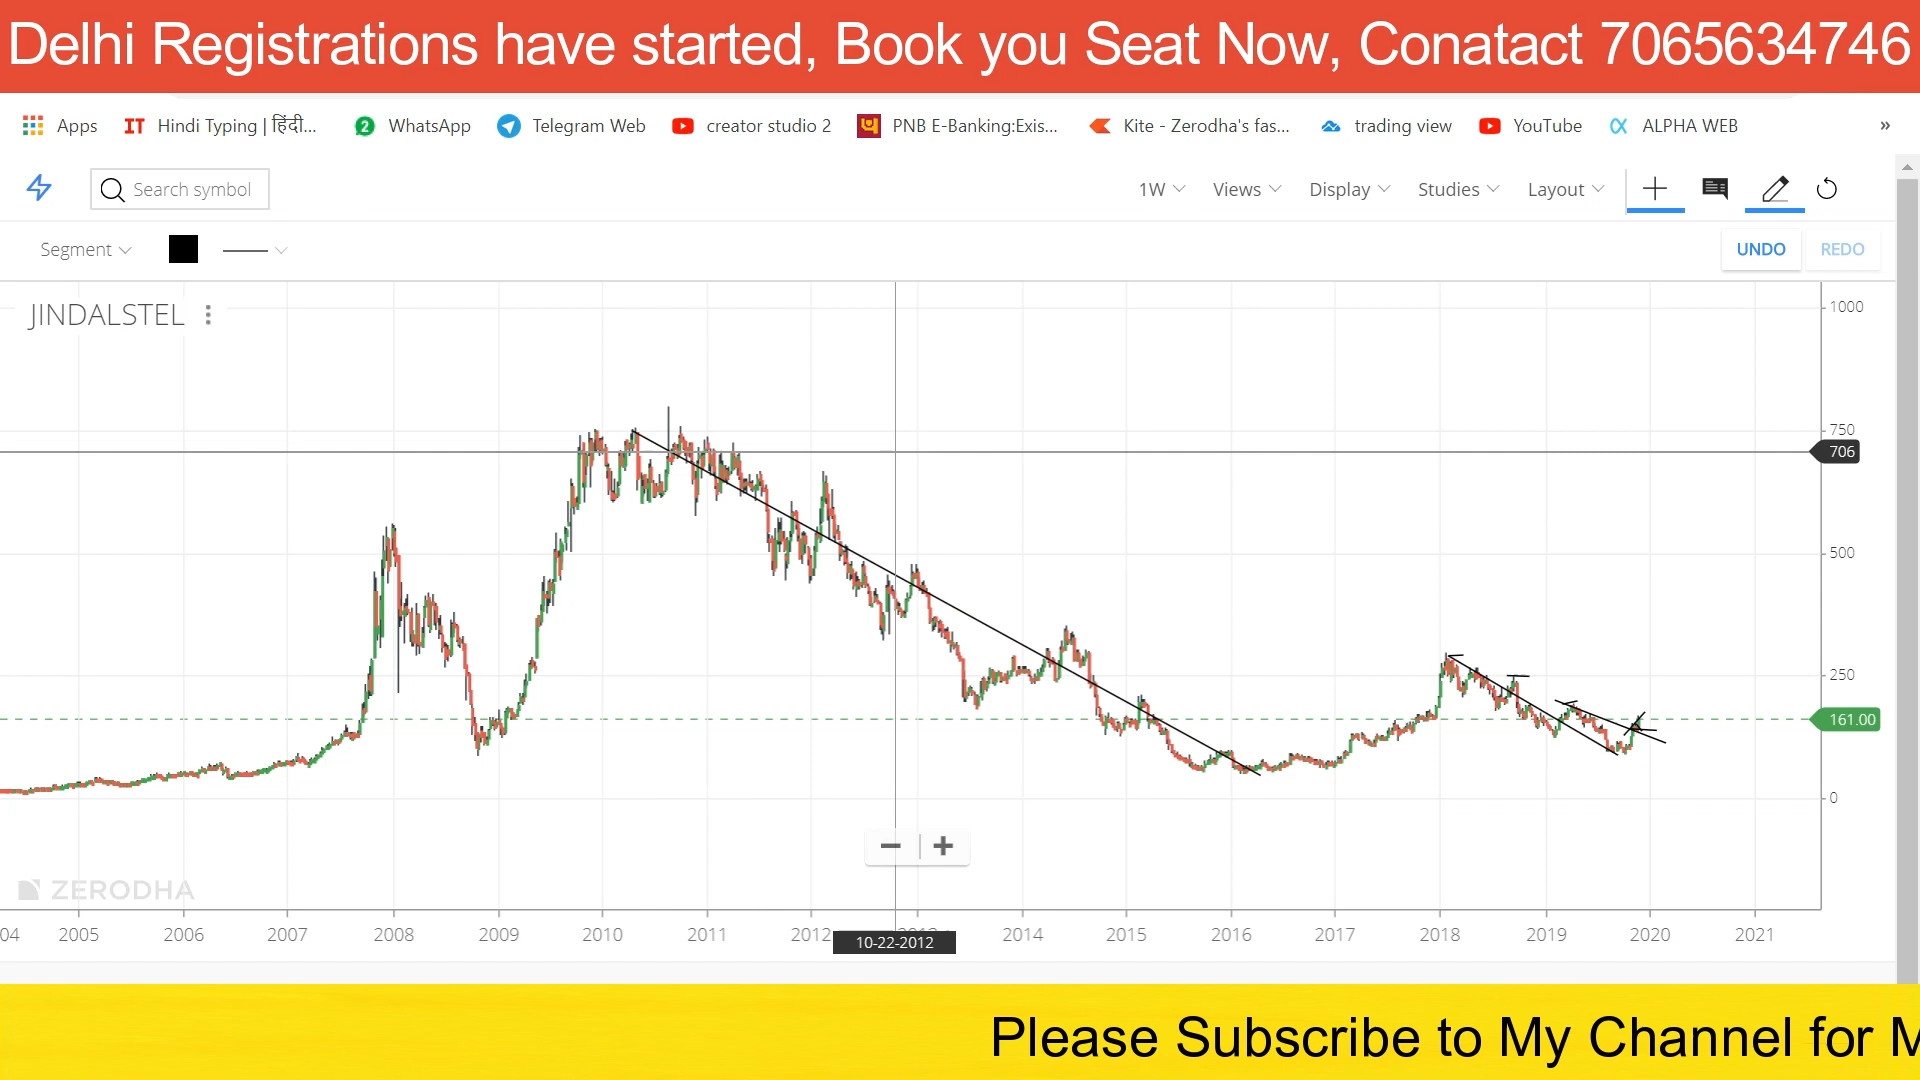 Delhi Registrations have started, Book you Seat Now, Conatact 7065634746
Apps IT Hindi Typing | हिंदी... 2 WhatsApp Telegram Web creator studio 2 PNB E-Banking:Exis... Kite - Zerodha's fas... trading view YouTube ALPHA WEB »
Search symbol 1W Views Display Studies Layout
Segment UNDO REDO
JINDALSTEL
1000
750
706
500
250
161.00
0
ZERODHA
04 2005 2006 2007 2008 2009 2010 2011 2012 2014 2015 2016 2017 2018 2019 2020 2021
10-22-2012
Please Subscribe to My Channel for M